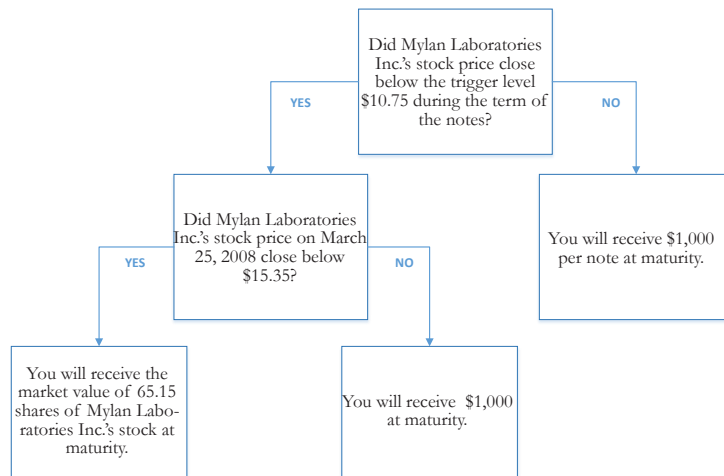 Did Mylan Laboratories
Inc.'s stock price close
below the trigger level
$10.75 during the term of
the notes?
YES
NO
Did Mylan Laboratories
Inc.'s stock price on March
25, 2008 close below
$15.35?
You will receive $1,000
per note at maturity.
YES
NO
You will receive the
market value of 65.15
shares of Mylan Labo-
ratories Inc.'s stock at
maturity.
You will receive $1,000
at maturity.